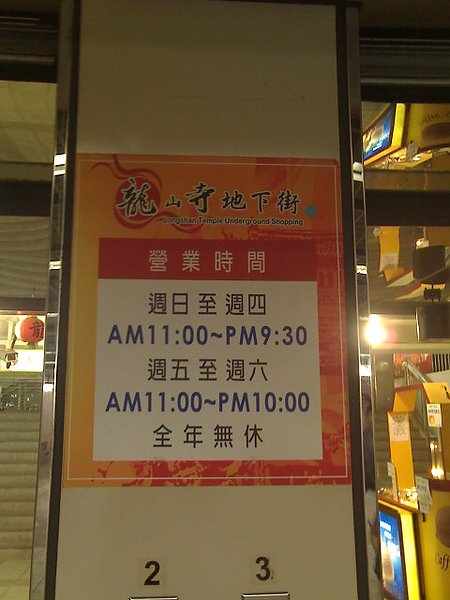 龍山寺地下街
Longshan Temple Underground Shopping
營業時間
週日至週四
AM11:00~PM9:30
週五至週六
AM11:00~PM10:00
全年無休
2 3